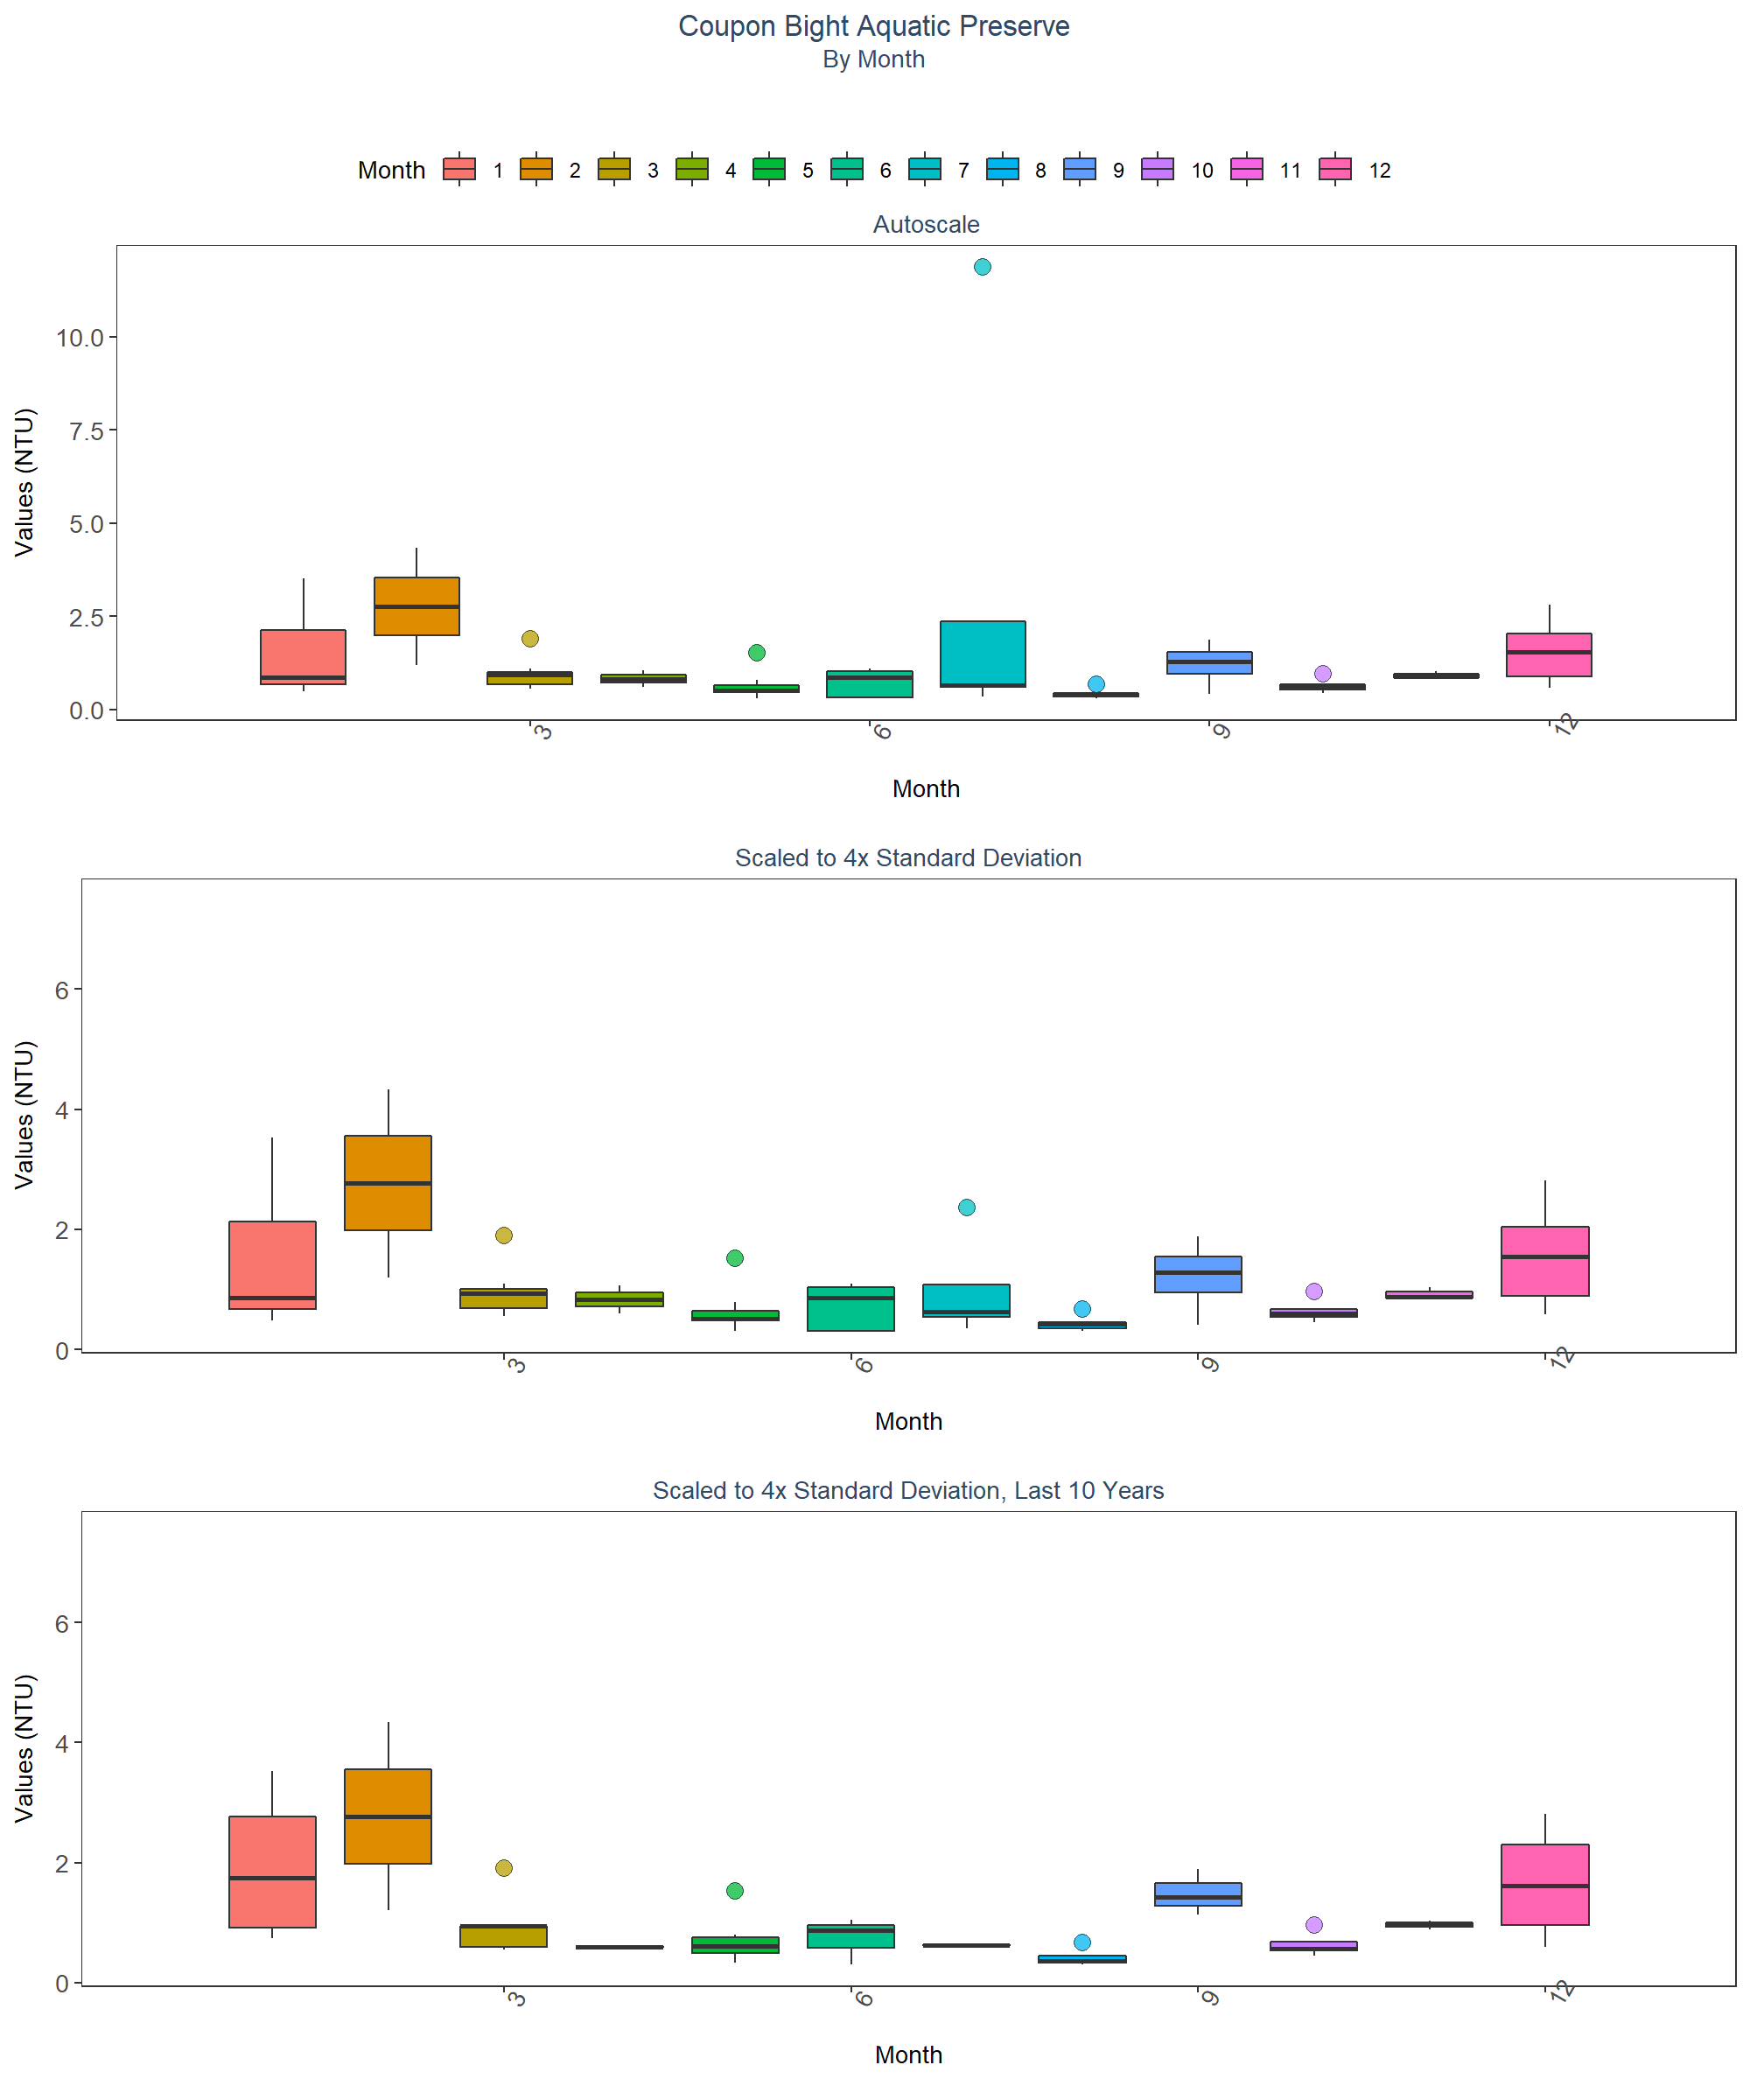 Coupon Bight Aquatic Preserve
By Month
Month 1 2 3 4 5 6 7 8 9 10 11 12
Autoscale
Values (NTU)
10.0
7.5
5.0
2.5
0.0
3 6 9 12
Month
Scaled to 4x Standard Deviation
Values (NTU)
6
4
2
0
3 6 9 12
Month
Scaled to 4x Standard Deviation, Last 10 Years
Values (NTU)
6
4
2
0
3 6 9 12
Month